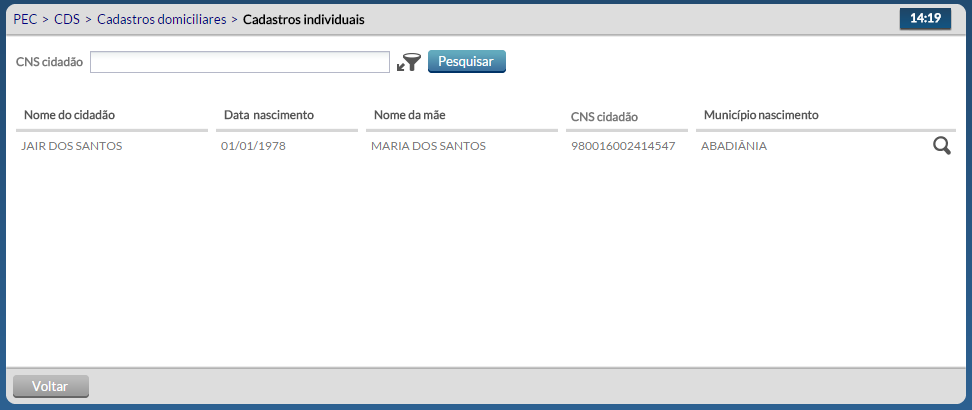 PEC > CDS > Cadastros domiciliares > Cadastros individuais 14:19
CNS cidadão Pesquisar
Nome do cidadão Data nascimento Nome da mãe CNS cidadão Município nascimento
JAIR DOS SANTOS 01/01/1978 MARIA DOS SANTOS 980016002414547 ABADIÂNIA
Voltar